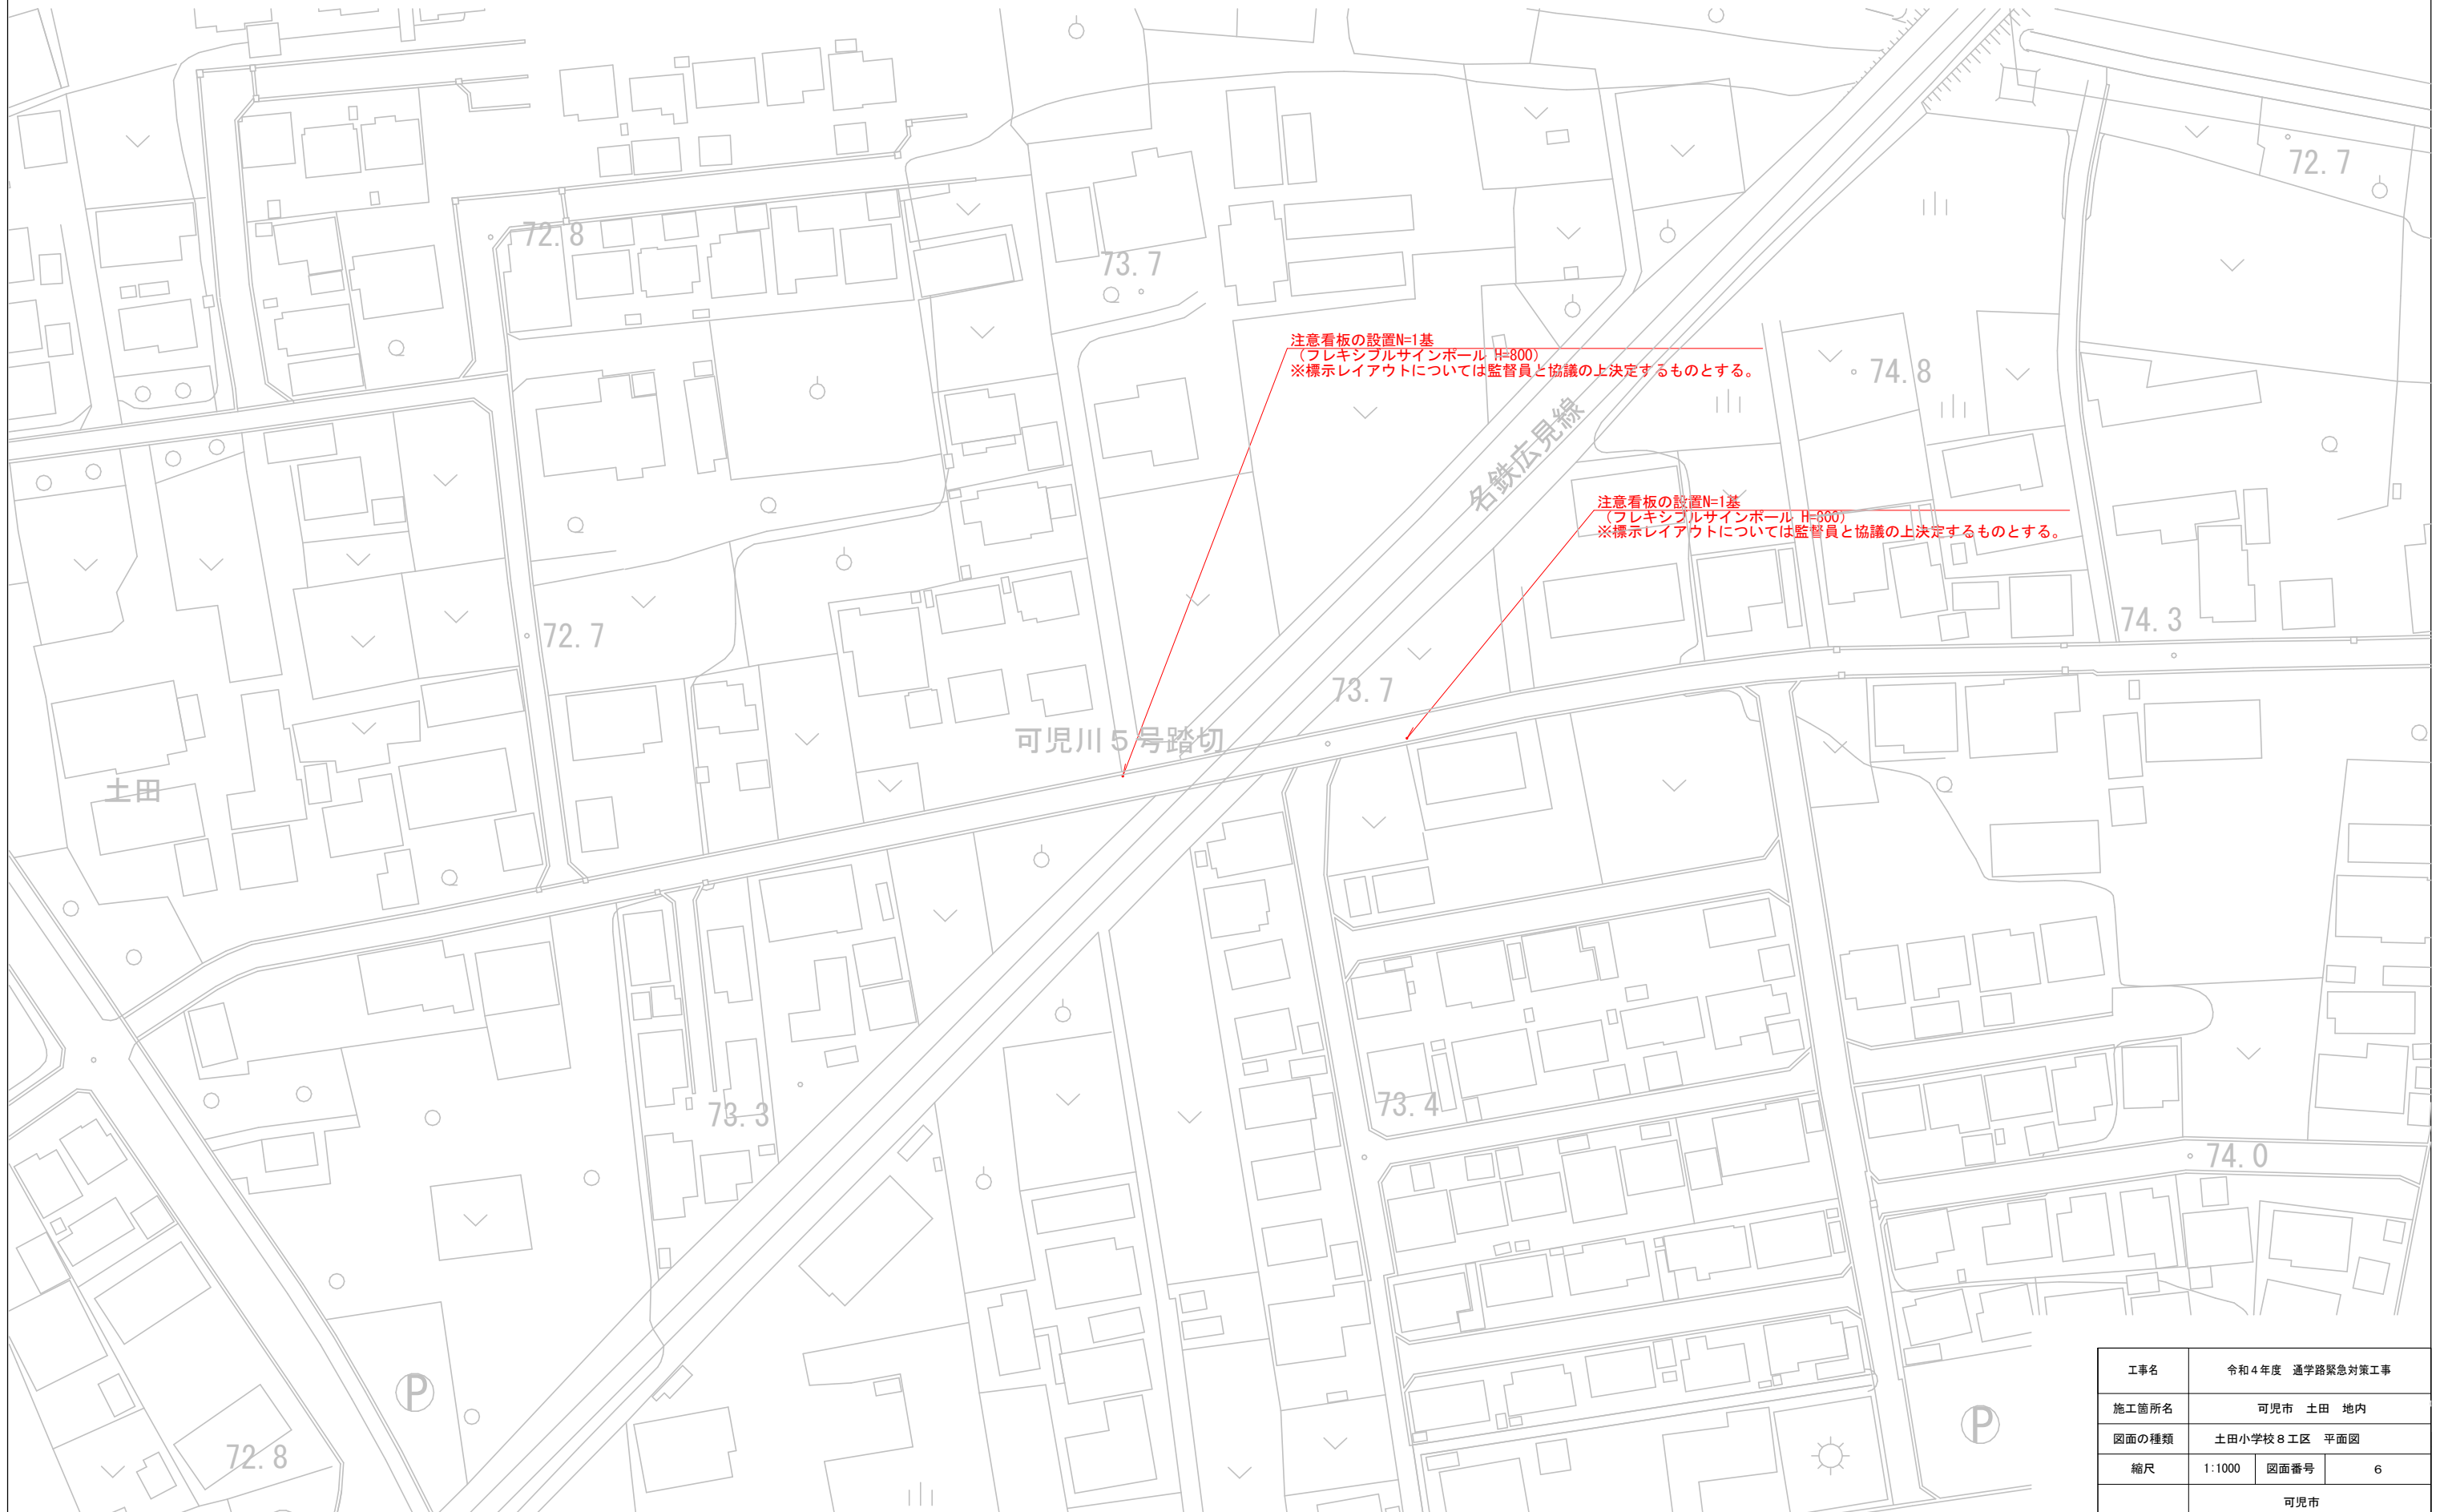 72.7
72.8
73.7
注意看板の設置N=1基
（フレキシブルサインポール H=800）
※標示レイアウトについては監督員と協議の上決定するものとする。
74.8
名鉄広見線
注意看板の設置N=1基
（フレキシブルサインポール H=800）
※標示レイアウトについては監督員と協議の上決定するものとする。
74.3
72.7
73.7
可児川５号踏切
土田
73.3
73.4
74.0
P
P
72.8
工事名 令和４年度 通学路緊急対策工事
施工箇所名 可児市 土田 地内
図面の種類 土田小学校８工区 平面図
縮尺 1:1000 図面番号 6
可児市